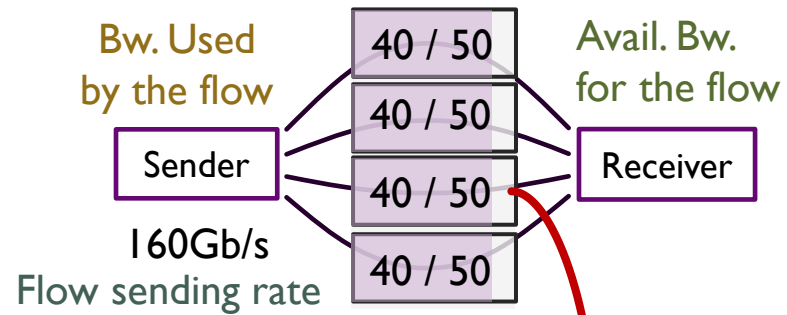 Bw. Used
by the flow
40 / 50
40 / 50
40 / 50
40 / 50
Avail. Bw.
for the flow
Sender
Receiver
160Gb/s
Flow sending rate